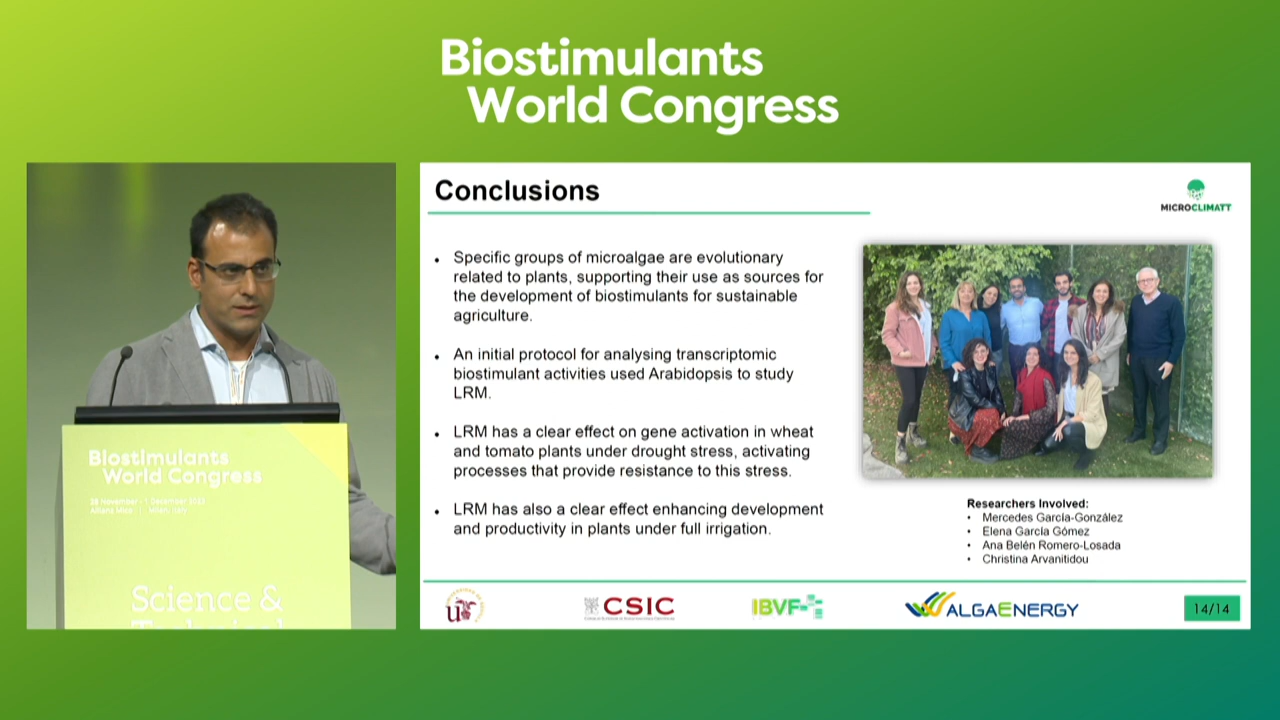 Biostimulants
World Congress
Biostimulants
World Congress
Science &
Conclusions
MICROCLIMATT
• Specific groups of microalgae are evolutionary
related to plants, supporting their use as sources for
the development of biostimulants for sustainable
agriculture.
• An initial protocol for analysing transcriptomic
biostimulant activities used Arabidopsis to study
LRM.
• LRM has a clear effect on gene activation in wheat
and tomato plants under drought stress, activating
processes that provide resistance to this stress.
• LRM has also a clear effect enhancing development
and productivity in plants under full irrigation.
Researchers Involved:
• Mercedes García-González
• Elena García Gómez
• Ana Belén Romero-Losada
• Christina Arvanitidou
CSIC
IBVF
ALGAENERGY
14/14